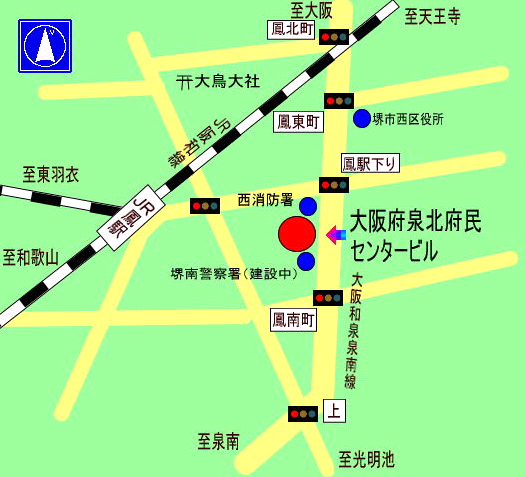 至大阪
至天王寺
N
鳳北町
大鳥大社
JR阪和線
堺市西区役所
鳳東町
鳳駅下り
至東羽衣
西消防署
JR鳳駅
大阪府泉北府民
センタービル
至和歌山
堺南警察署(建設中)
大阪和泉泉南線
鳳南町
上
至泉南
至光明池